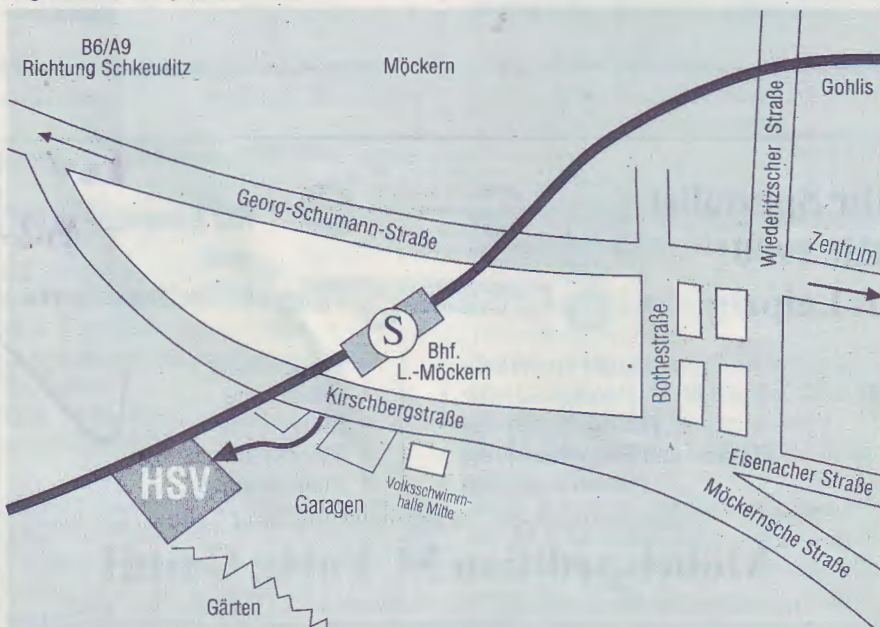 B6/A9
Richtung Schkeuditz
Möckern
Gohlis
Wiederitzscher Straße
Georg-Schumann-Straße
Zentrum
S
Bhf.
L.-Möckern
Bothestraße
Kirschbergstraße
HSV
Garagen
Volksschwimm-
halle Mitte
Eisenacher Straße
Möckernsche Straße
Gärten